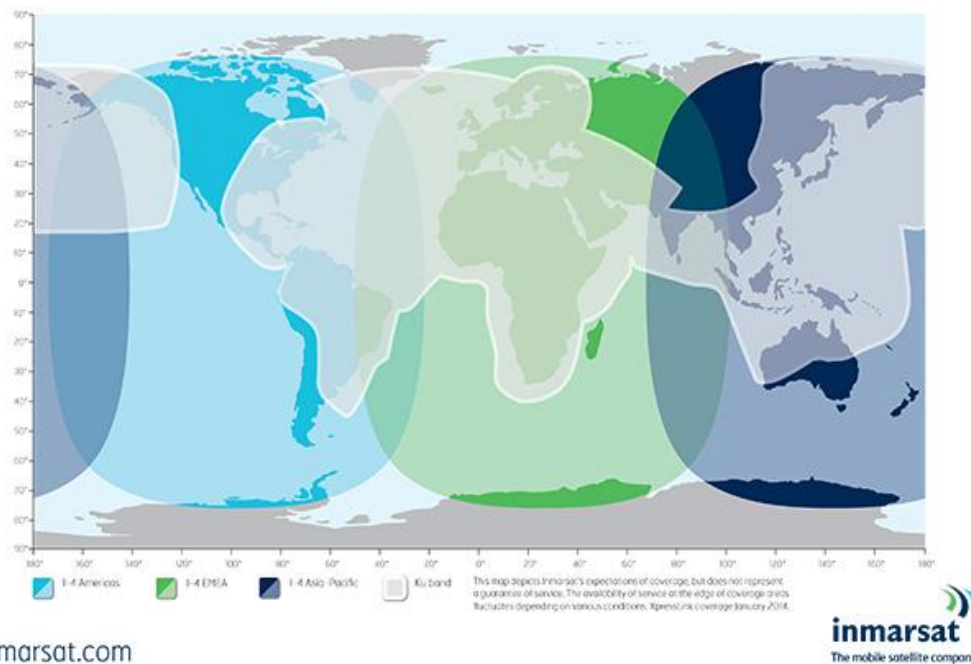 90°
80°
70°
60°
50°
40°
30°
20°
10°
0°
10°
20°
30°
40°
50°
60°
70°
80°
90°
180° 160° 140° 120° 100° 80° 60° 40° 20° 0° 20° 40° 60° 80° 100° 120° 140° 160° 180°
I-4 Americas I-4 EMEA I-4 Asia-Pacific Ku band
This map depicts Inmarsat's expectations of coverage, but does not represent
a guarantee of service. The availability of service at the edge of coverage areas
fluctuates depending on various conditions. XpressLink coverage January 2014.
marsat.com
inmarsat
The mobile satellite compan